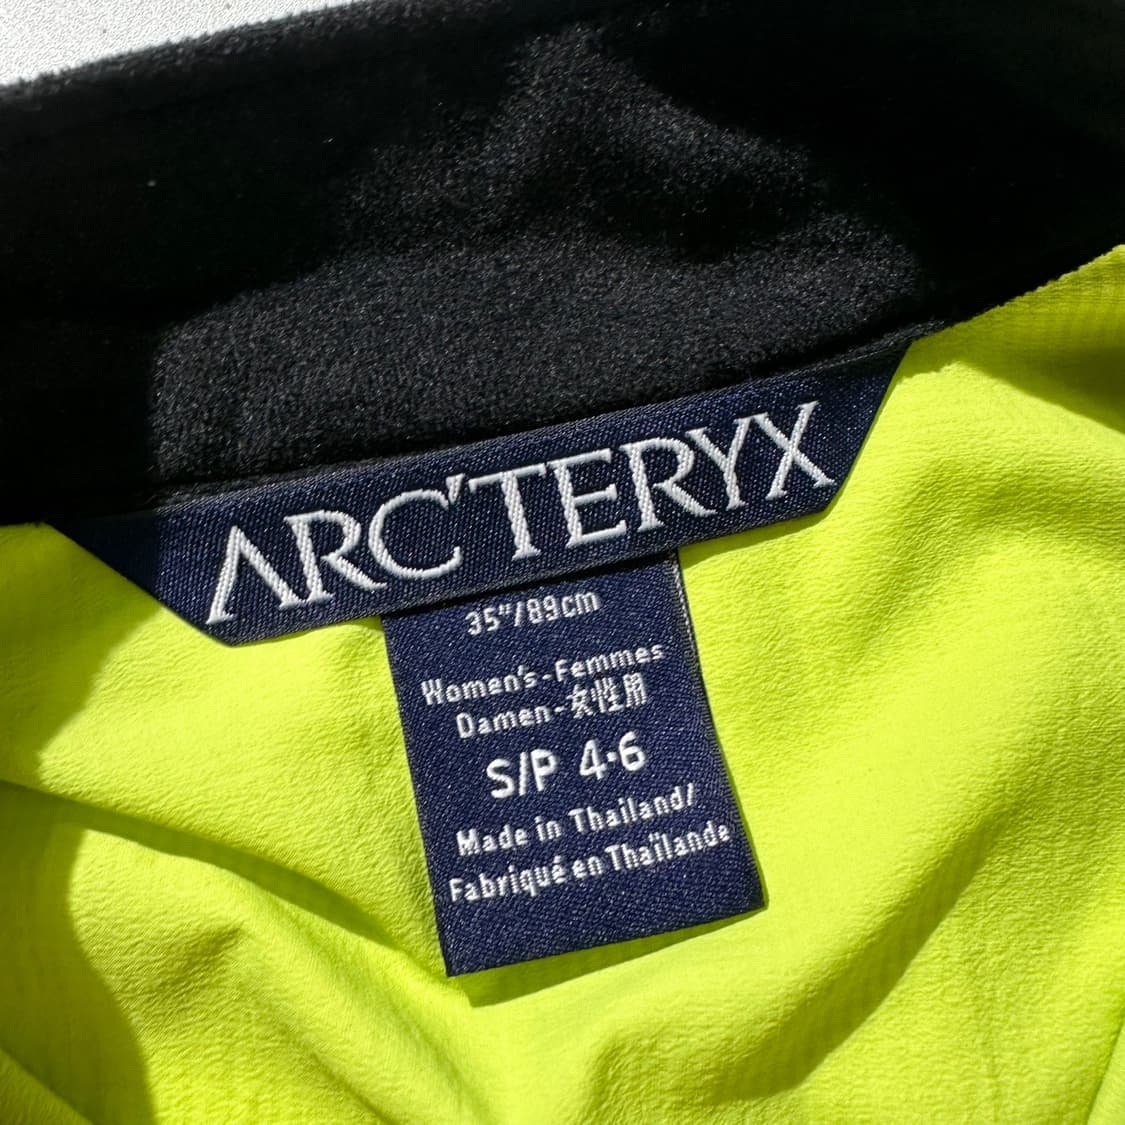 ARC'TERYX
35"/89cm
Women's-Femmes
Damen-女性用
S/P 4·6
Made in Thailand/
Fabriqué en Thaïlande